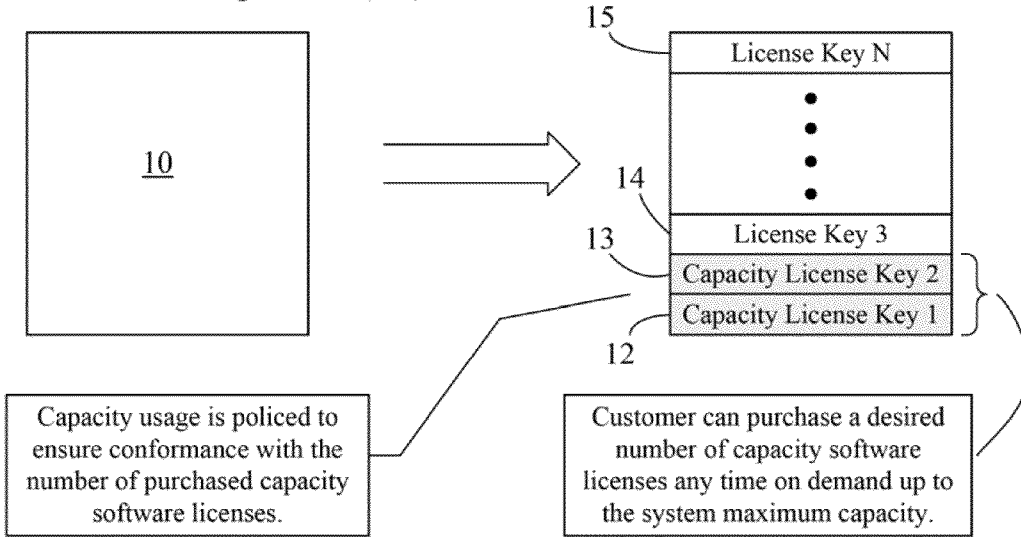 15
License Key N
10
14
License Key 3
13
Capacity License Key 2
Capacity License Key 1
12
Capacity usage is policed to
ensure conformance with the
number of purchased capacity
software licenses.
Customer can purchase a desired
number of capacity software
licenses any time on demand up to
the system maximum capacity.